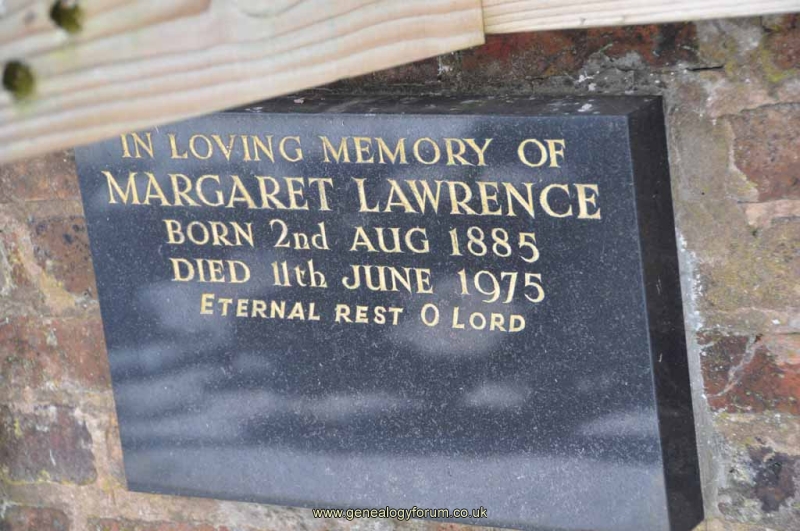 IN LOVING MEMORY OF
MARGARET LAWRENCE
BORN 2nd AUG 1885
DIED 11th JUNE 1975
ETERNAL REST O LORD
www.genealogyforum.co.uk